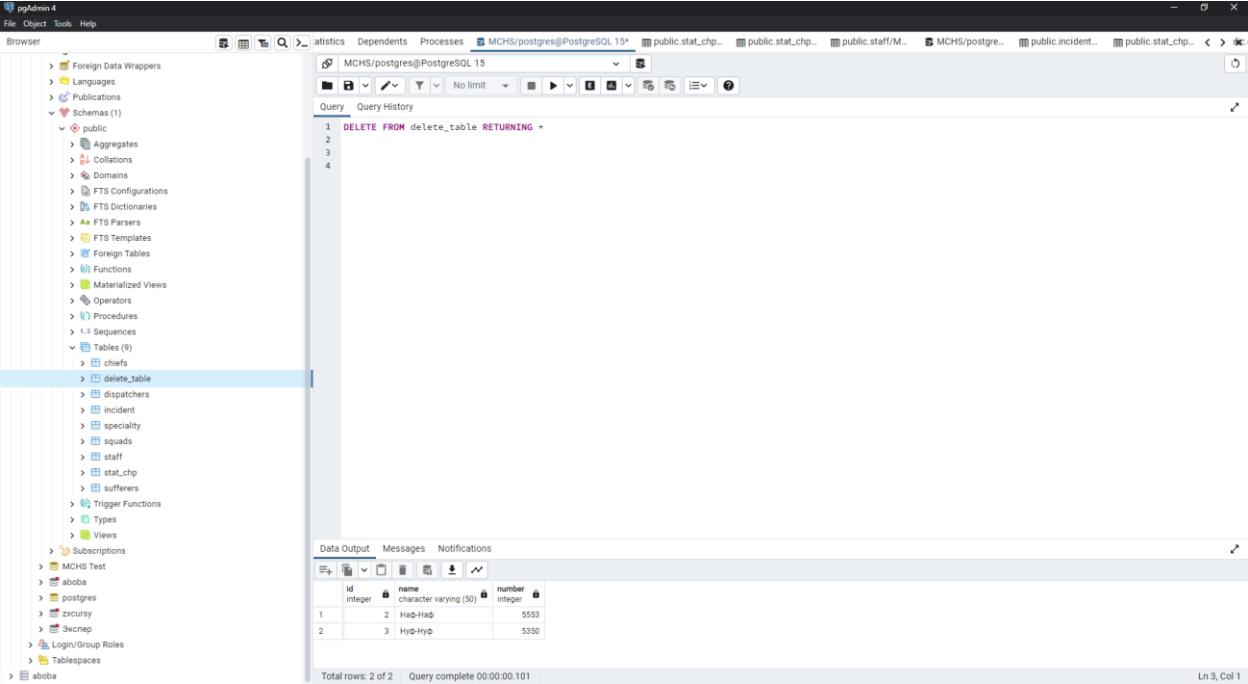 pgAdmin 4
File Object Tools Help
Browser
atistics Dependents Processes MCHS/postgres@PostgreSQL 15* public.stat_chp... public.stat_chp... public.staff/M... MCHS/postgre... public.incident... public.stat_chp...
Foreign Data Wrappers
Languages
Publications
Schemas (1)
public
Aggregates
Collations
Domains
FTS Configurations
FTS Dictionaries
Aa FTS Parsers
FTS Templates
Foreign Tables
Functions
Materialized Views
Operators
Procedures
1..3 Sequences
Tables (9)
chiefs
delete_table
dispatchers
incident
speciality
squads
staff
stat_chp
sufferers
Trigger Functions
Types
Views
Subscriptions
MCHS Test
aboba
postgres
zxcursy
Экспер
Login/Group Roles
Tablespaces
aboba
MCHS/postgres@PostgreSQL 15
No limit
Query Query History
1 DELETE FROM delete_table RETURNING *
2
3
4
Data Output Messages Notifications
id name number
integer character varying (50) integer
1 2 Наф-Наф 5553
2 3 Нуф-Нуф 5350
Total rows: 2 of 2 Query complete 00:00:00.101 Ln 3, Col 1